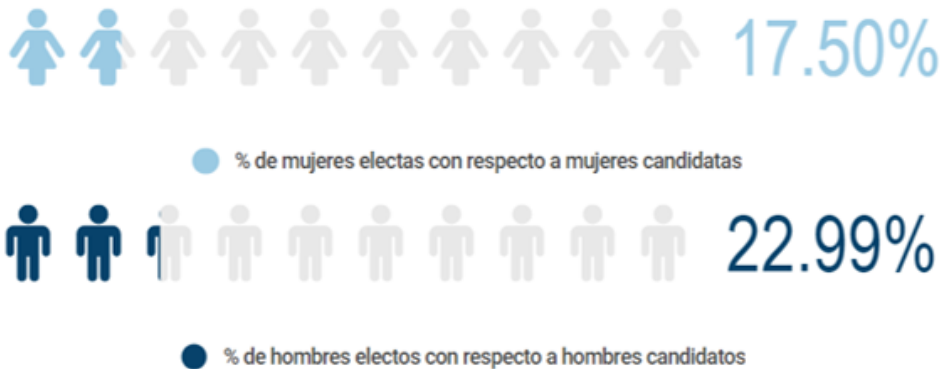 17.50%
% de mujeres electas con respecto a mujeres candidatas
22.99%
% de hombres electos con respecto a hombres candidatos